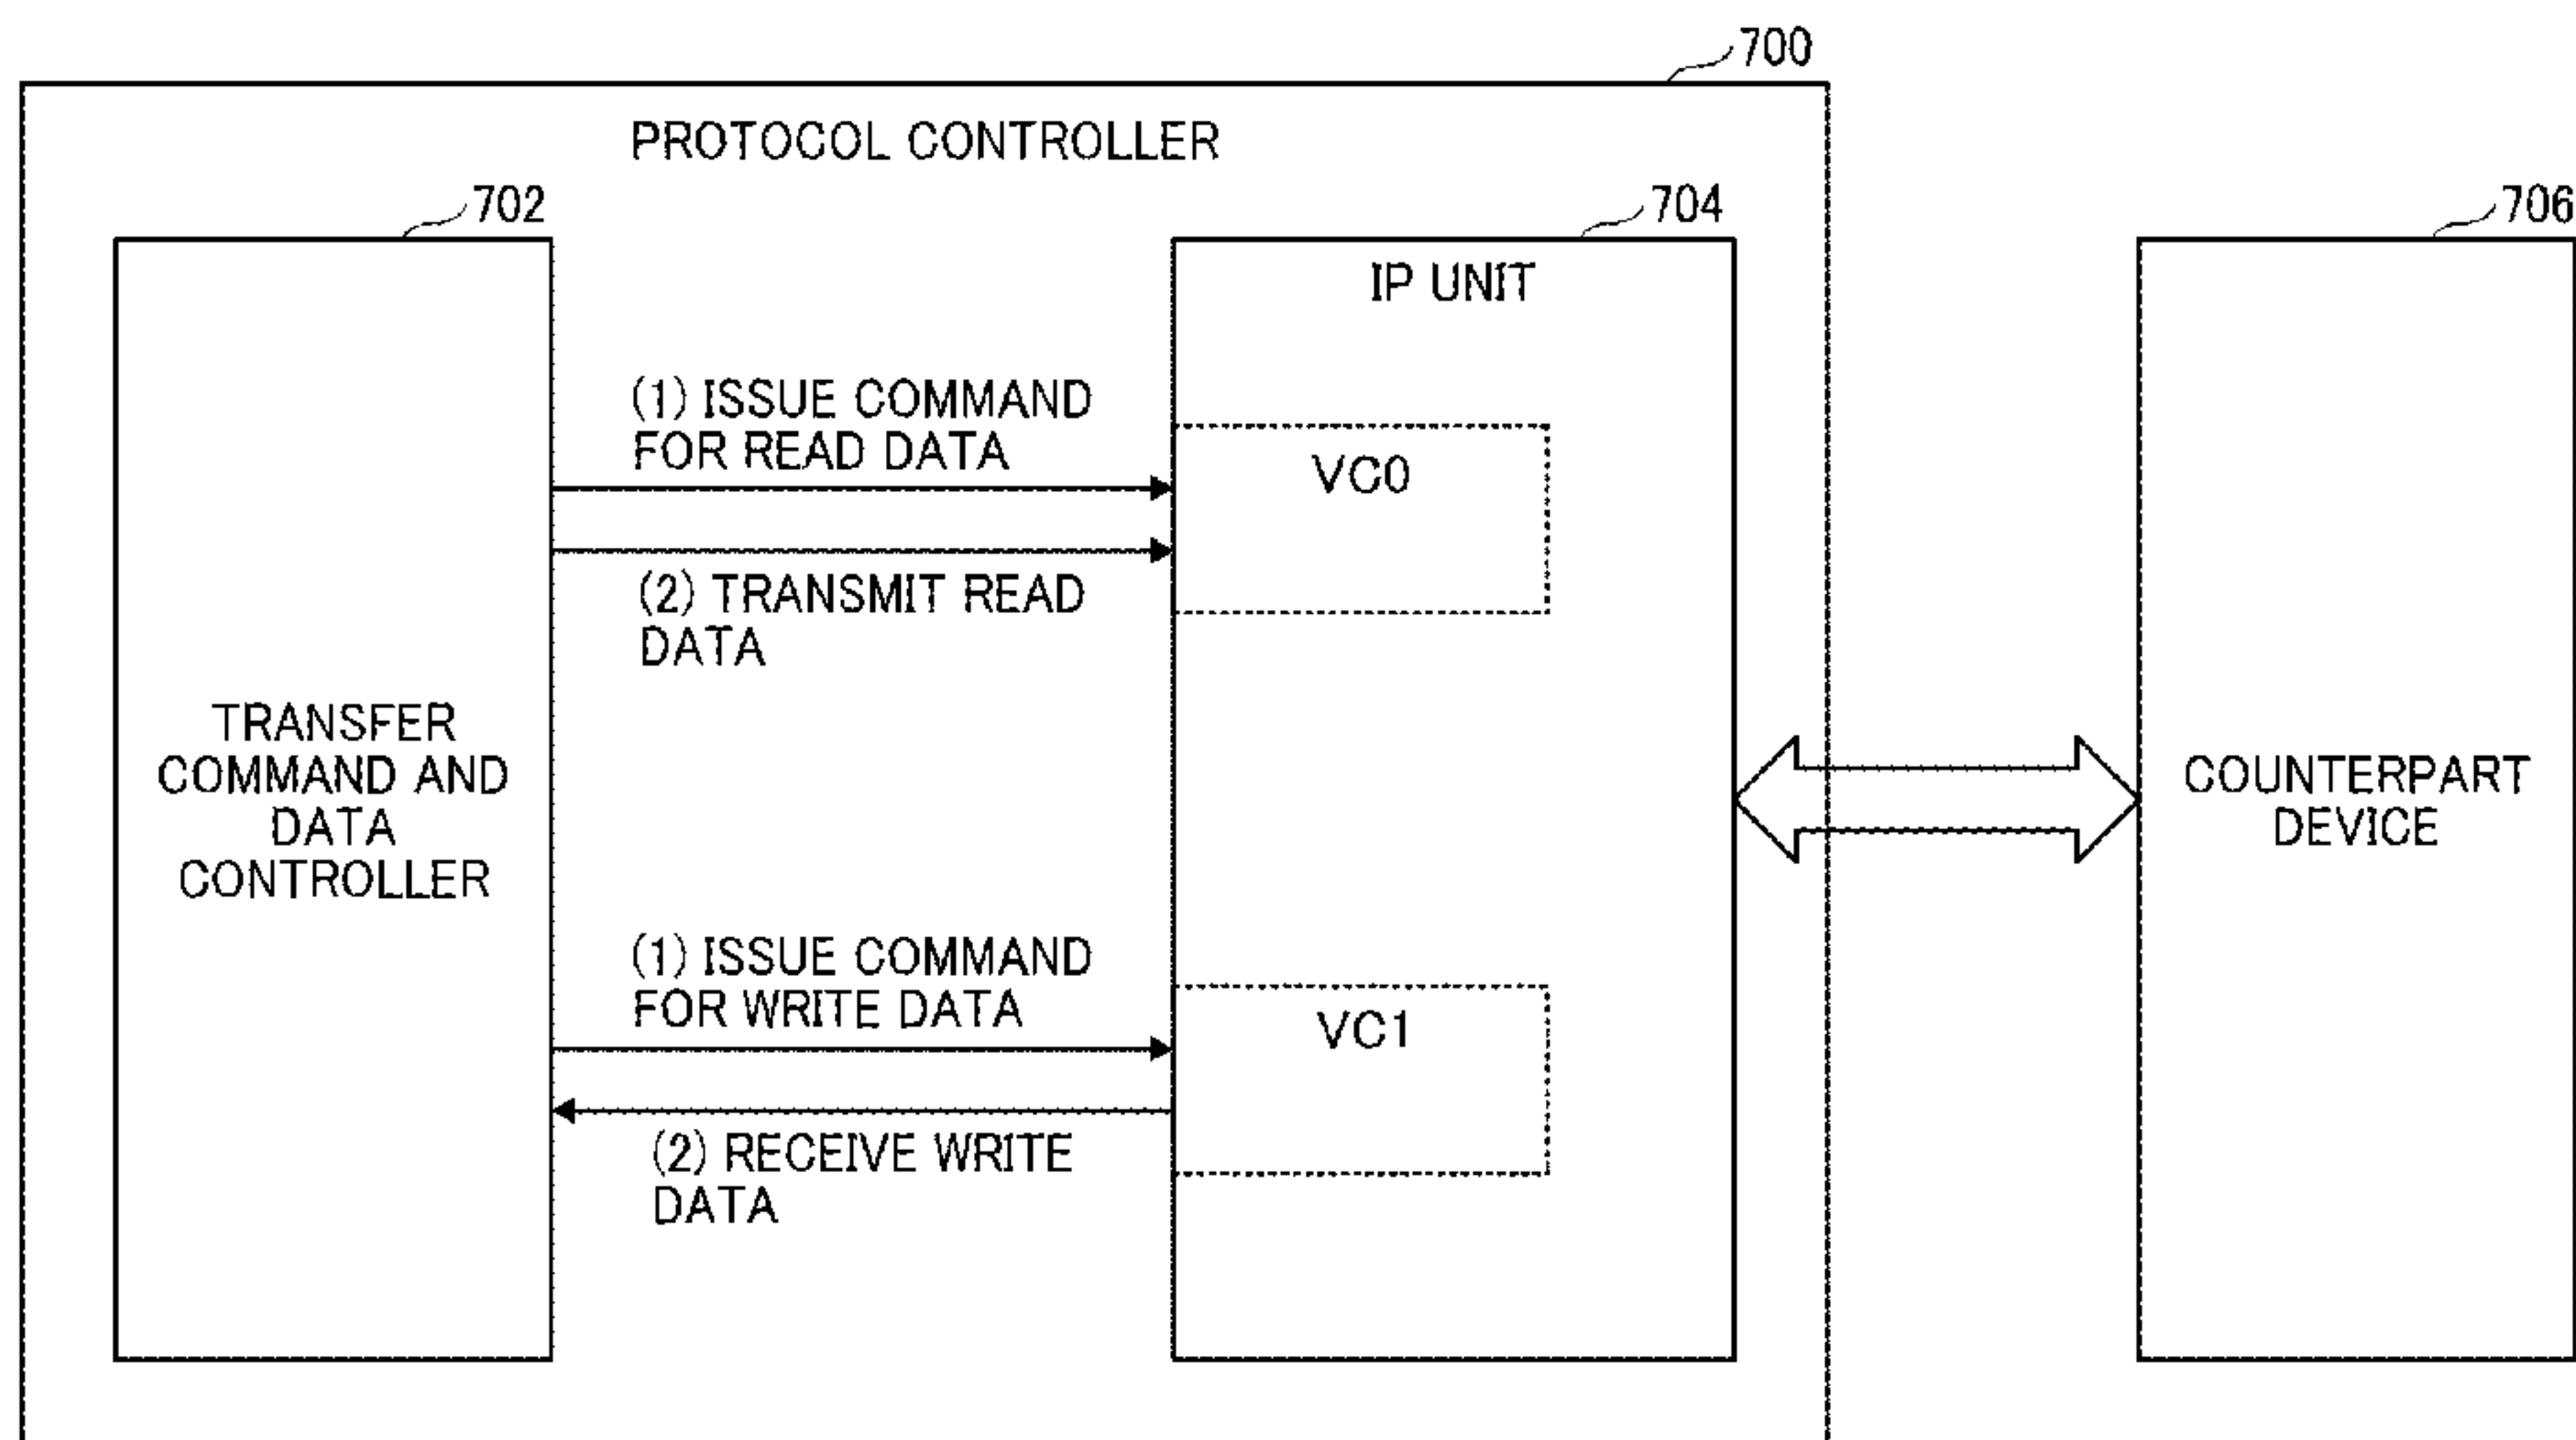 700
PROTOCOL CONTROLLER
702
704
706
IP UNIT
(1) ISSUE COMMAND
FOR READ DATA
VC0
(2) TRANSMIT READ
DATA
TRANSFER
COMMAND AND
DATA
CONTROLLER
COUNTERPART
DEVICE
(1) ISSUE COMMAND
FOR WRITE DATA
VC1
(2) RECEIVE WRITE
DATA